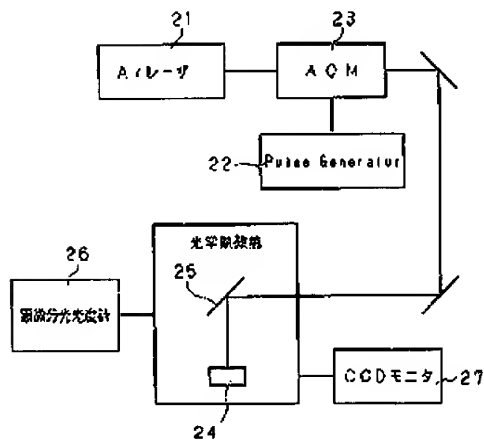 21
23
Arレーザ
AOM
22
Pulse Generator
光学顕微鏡
26
25
顕微分光光度計
CCDモニタ
27
24